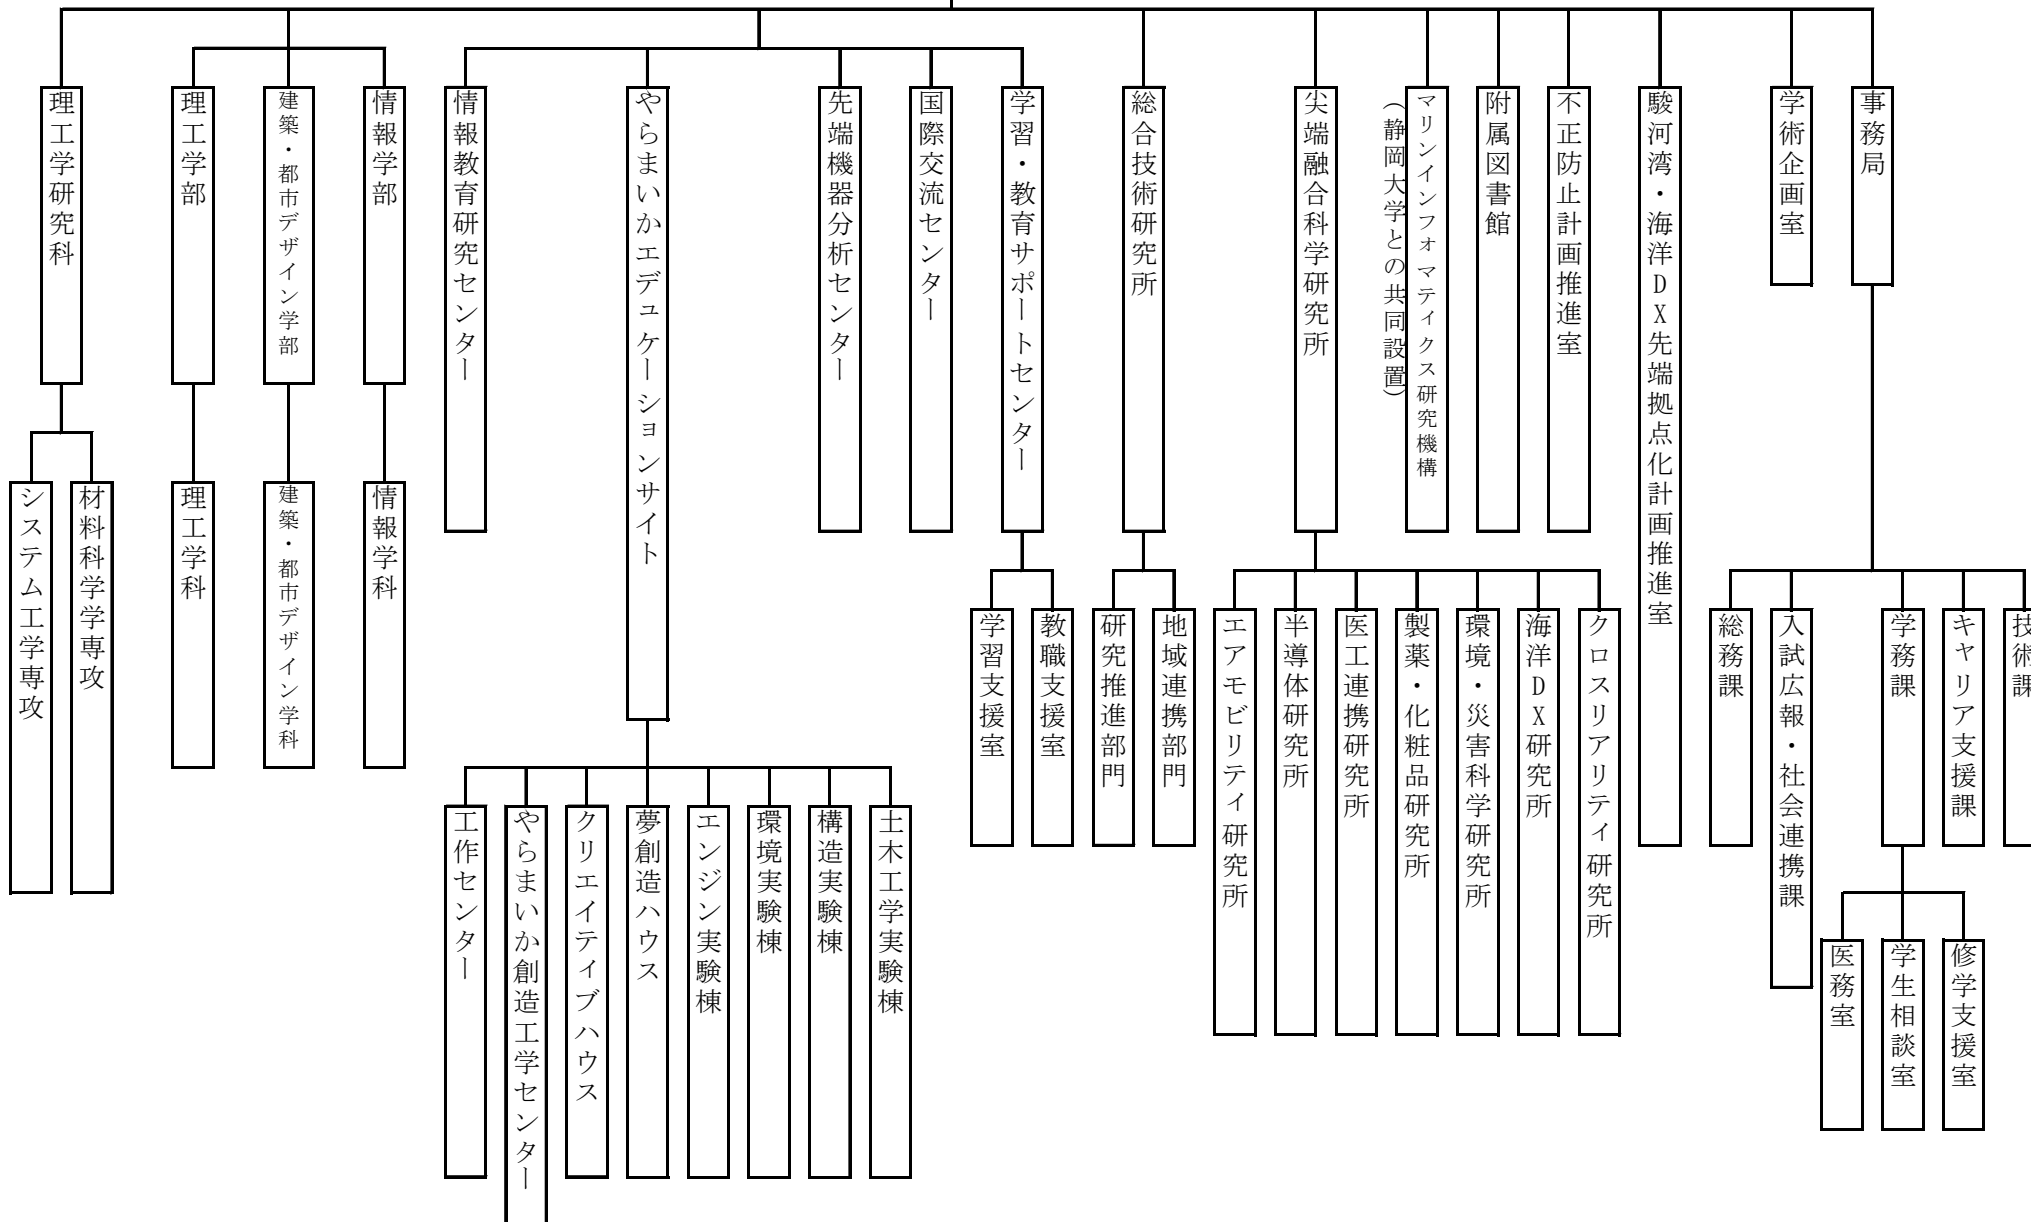 理工学研究科
理工学部
建築・都市デザイン学部
情報学部
情報教育研究センター
やらまいかエデュケーションサイト
先端機器分析センター
国際交流センター
学習・教育サポートセンター
総合技術研究所
尖端融合科学研究所
マリンインフォマティクス研究機構
（静岡大学との共同設置）
附属図書館
不正防止計画推進室
駿河湾・海洋DX先端拠点化計画推進室
学術企画室
事務局
システム工学専攻
材料科学学専攻
理工学科
建築・都市デザイン学科
情報学科
学習支援室
教職支援室
研究推進部門
地域連携部門
エアモビリティ研究所
半導体研究所
医工連携研究所
製薬・化粧品研究所
環境・災害科学研究所
海洋DX研究所
クロスリアリティ研究所
総務課
入試広報・社会連携課
学務課
キャリア支援課
技術課
工作センター
やらまいか創造工学センター
クリエイティブハウス
夢創造ハウス
エンジン実験棟
環境実験棟
構造実験棟
土木工学実験棟
医務室
学生相談室
修学支援室